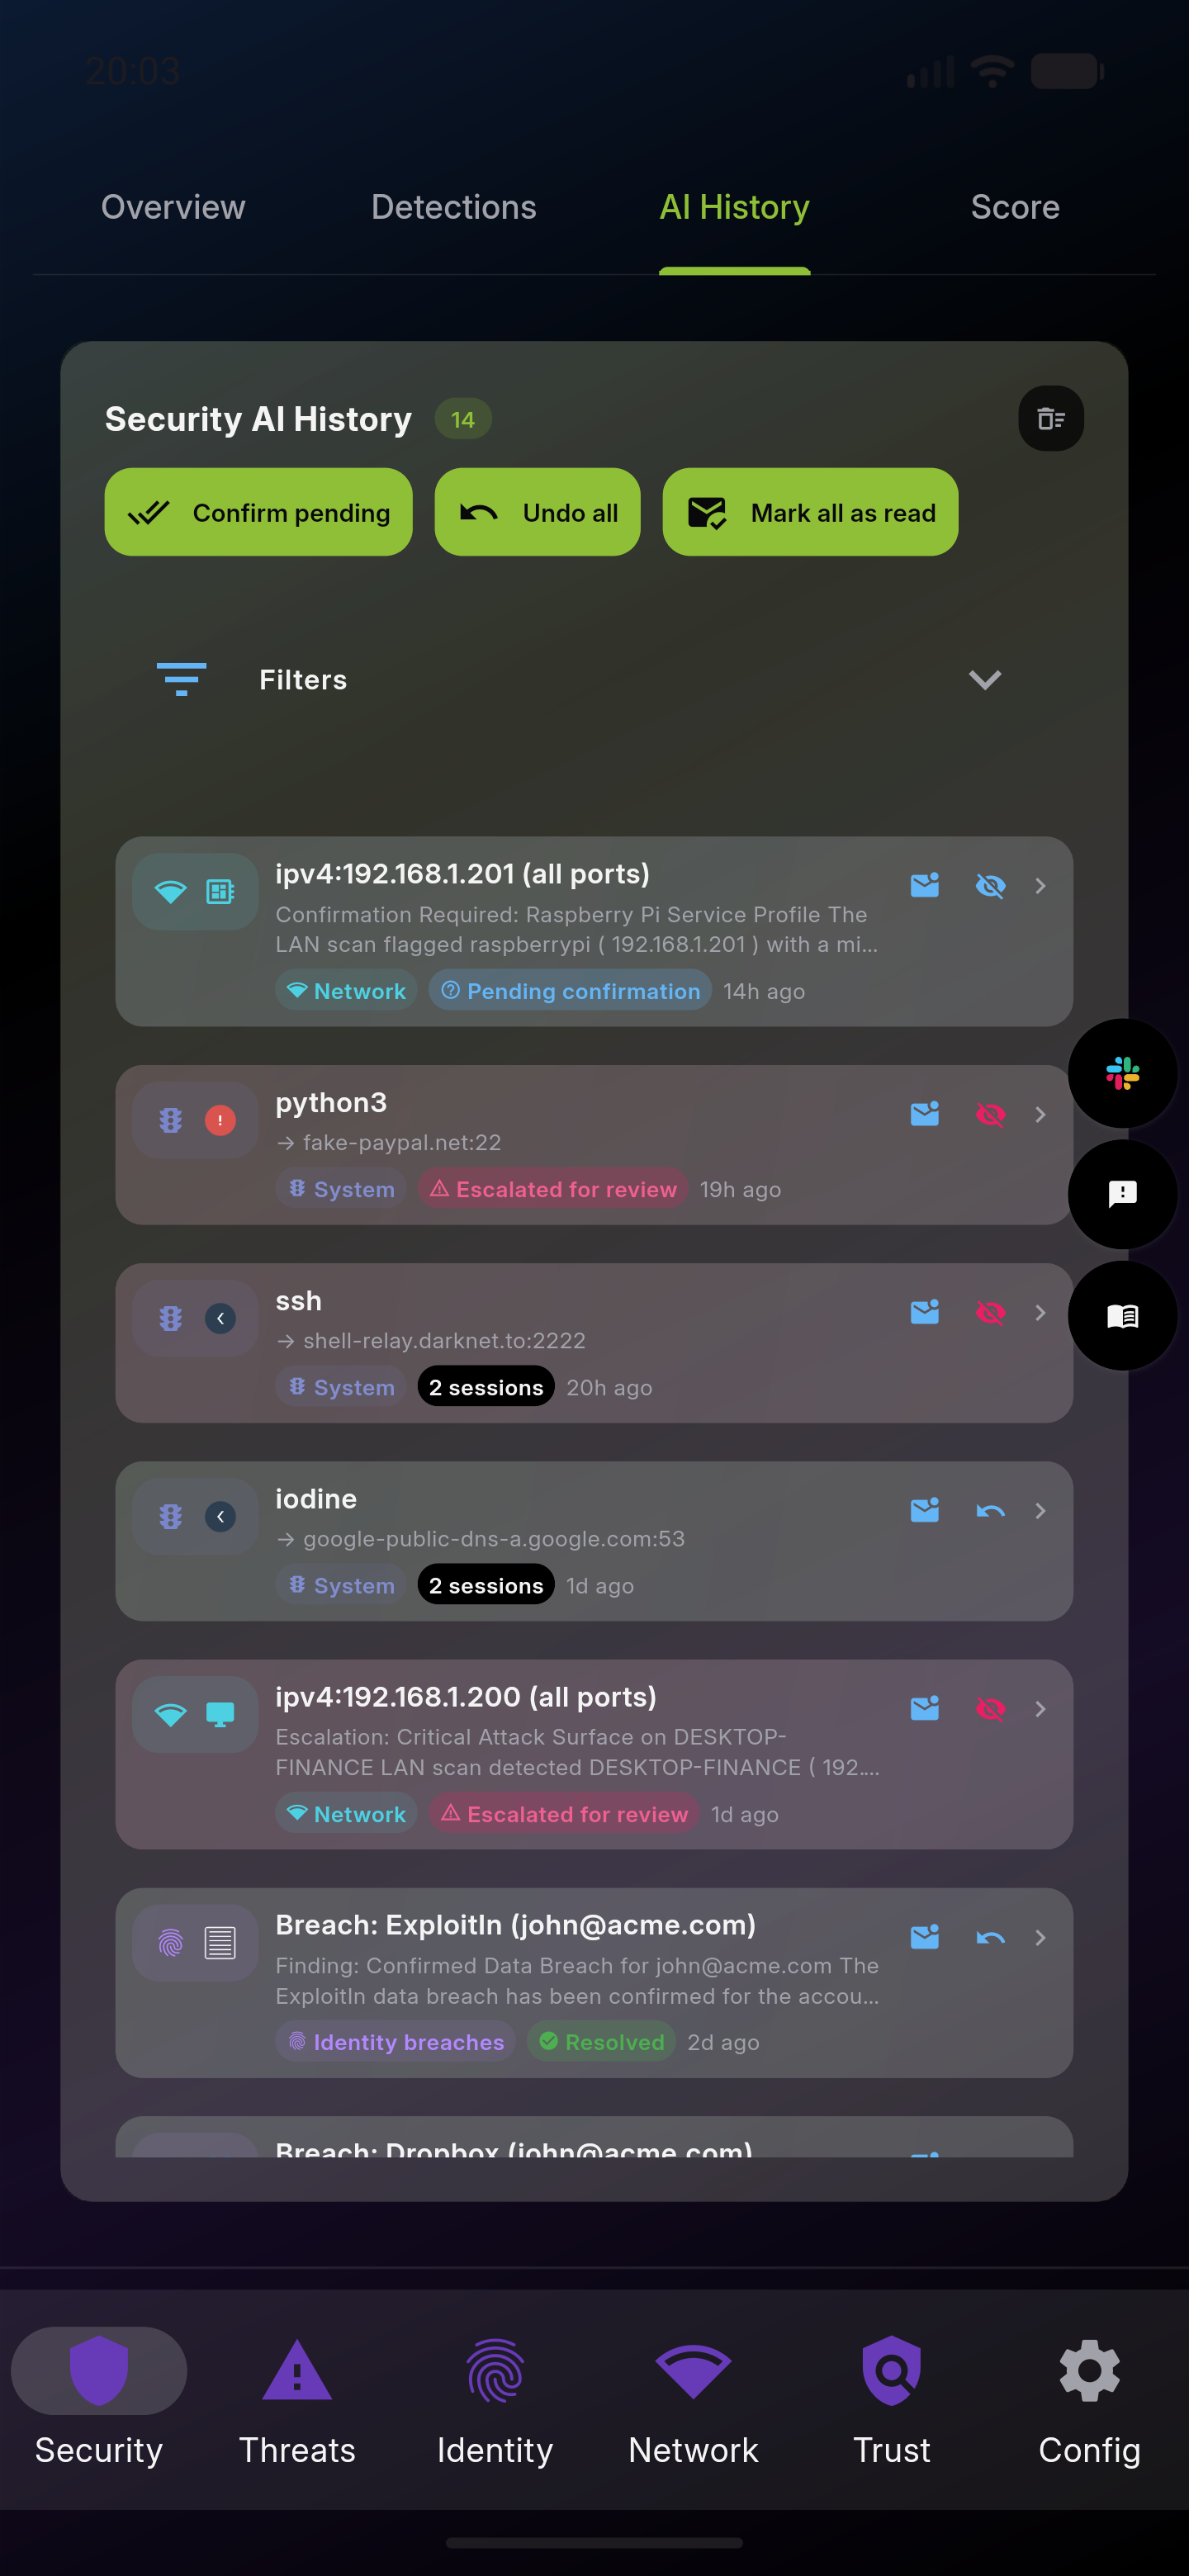 20:03
Overview Detections AI History Score
Security AI History 14
Confirm pending Undo all Mark all as read
Filters
ipv4:192.168.1.201 (all ports)
Confirmation Required: Raspberry Pi Service Profile The
LAN scan flagged raspberrypi ( 192.168.1.201 ) with a mi...
Network Pending confirmation 14h ago
python3
→ fake-paypal.net:22
System Escalated for review 19h ago
ssh
→ shell-relay.darknet.to:2222
System 2 sessions 20h ago
iodine
→ google-public-dns-a.google.com:53
System 2 sessions 1d ago
ipv4:192.168.1.200 (all ports)
Escalation: Critical Attack Surface on DESKTOP-
FINANCE LAN scan detected DESKTOP-FINANCE ( 192....
Network Escalated for review 1d ago
Breach: ExploitIn (john@acme.com)
Finding: Confirmed Data Breach for john@acme.com The
ExploitIn data breach has been confirmed for the accou...
Identity breaches Resolved 2d ago
Breach: Dropbox (john@acme.com)
Security Threats Identity Network Trust Config